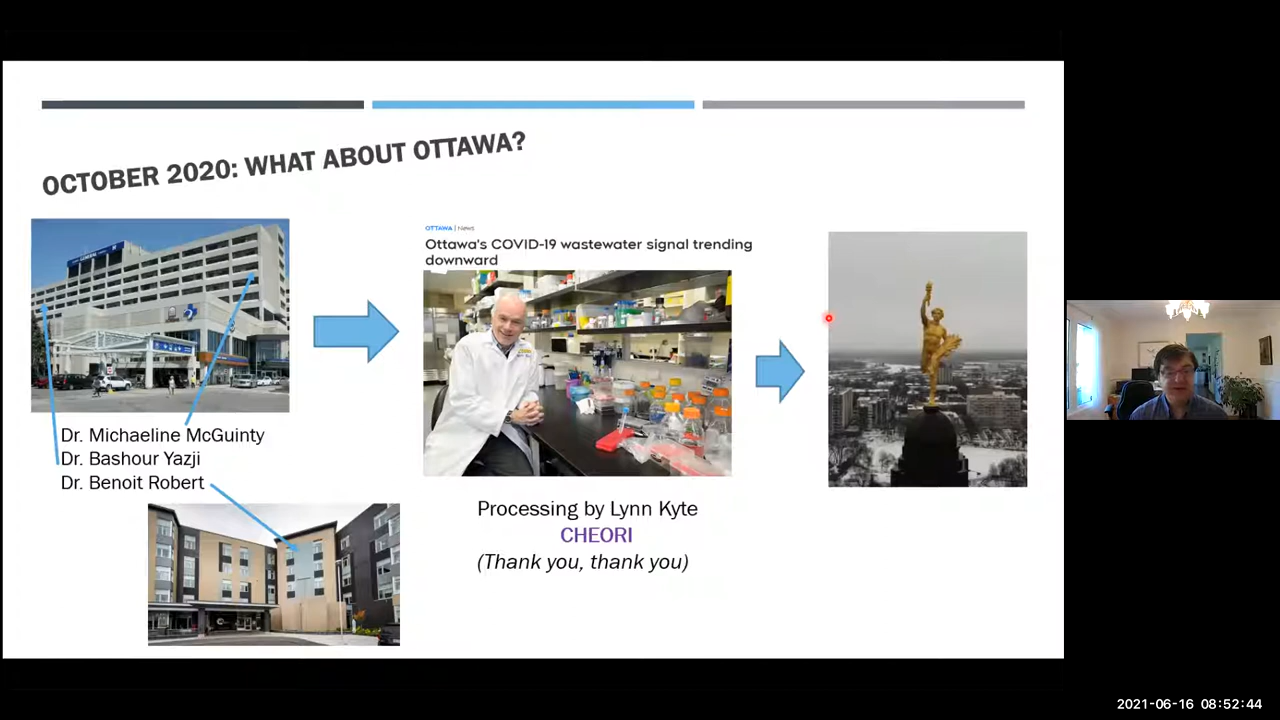 OCTOBER 2020: WHAT ABOUT OTTAWA?
OTTAWA | News
Ottawa's COVID-19 wastewater signal trending
downward
Dr. Michaeline McGuinty
Dr. Bashour Yazji
Dr. Benoit Robert
Processing by Lynn Kyte
CHEORI
(Thank you, thank you)
2021-06-16 08:52:44